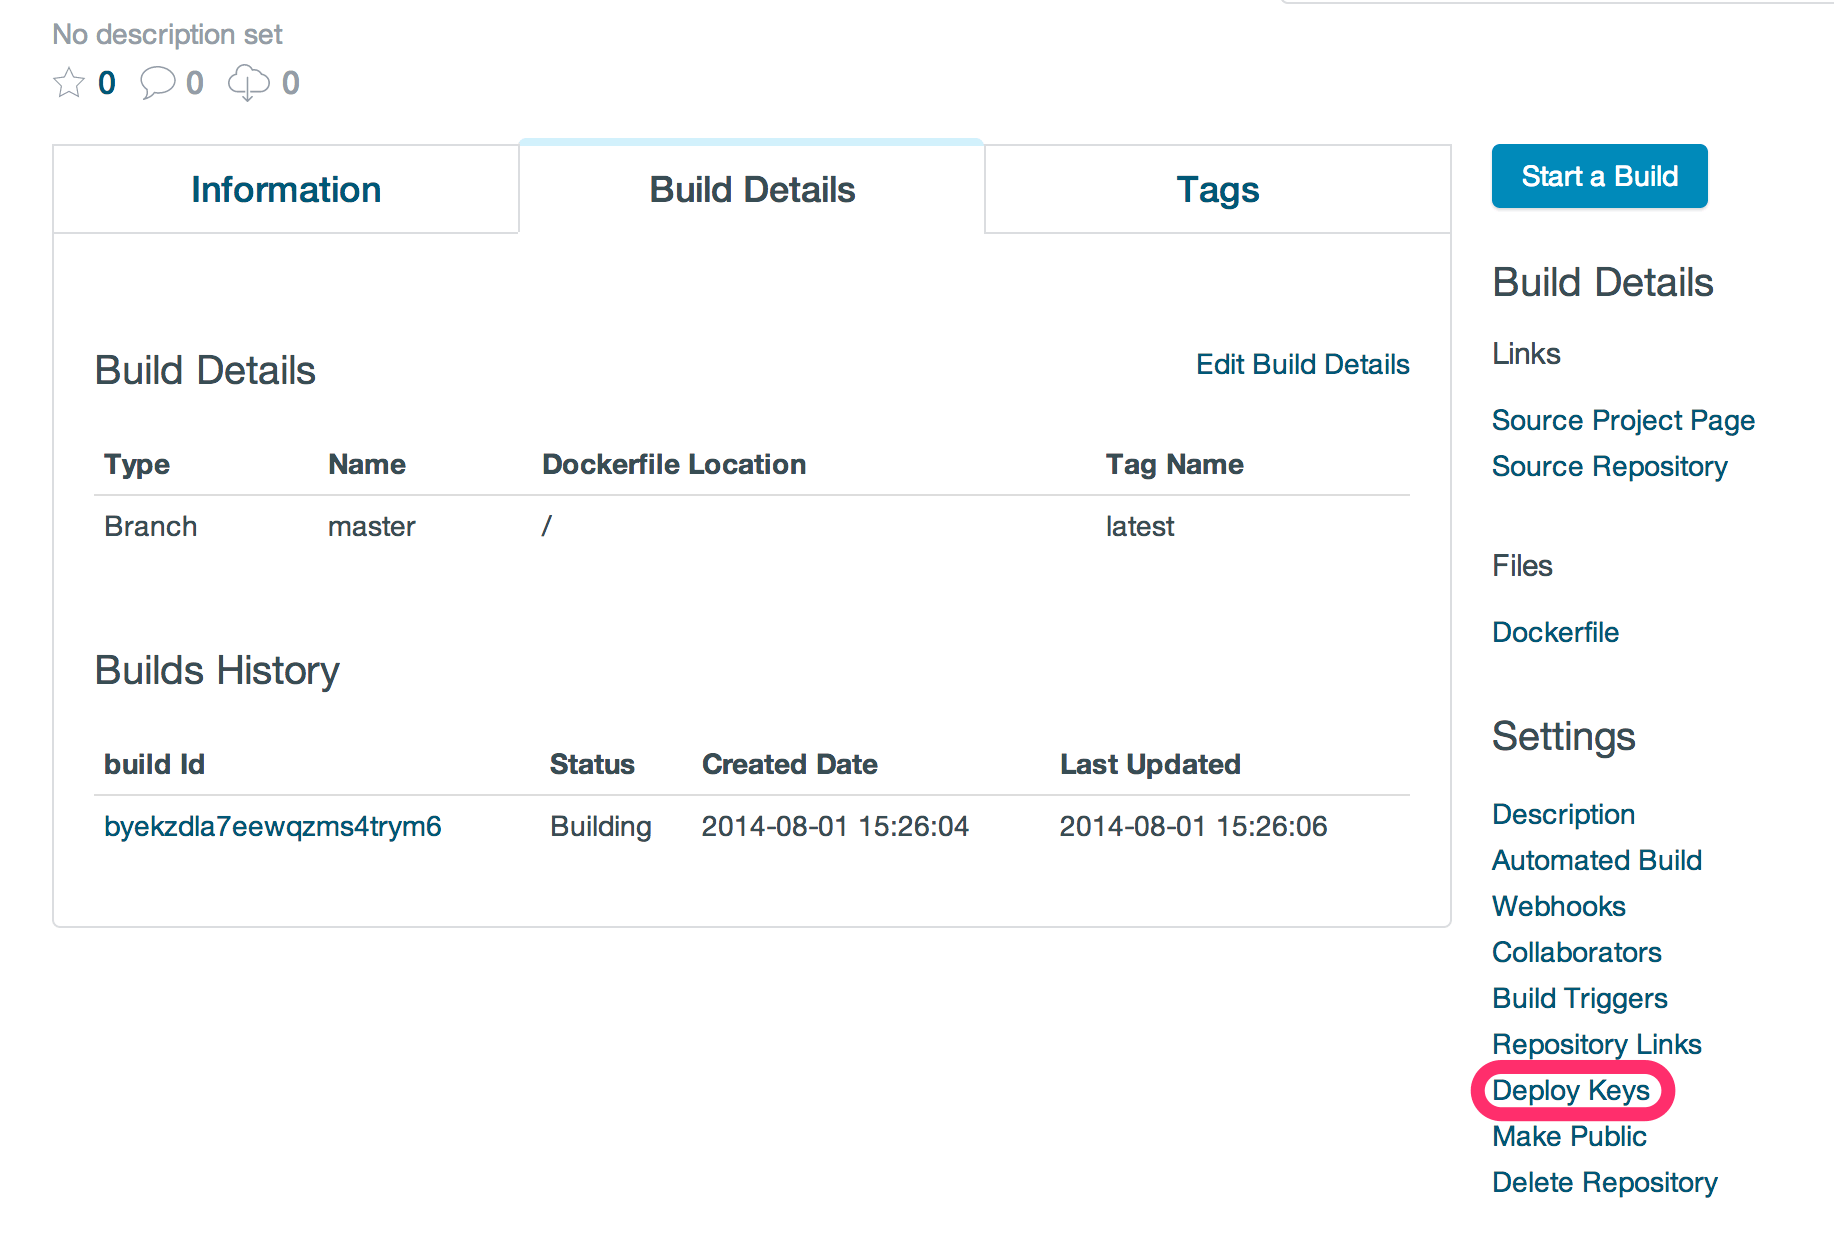 No description set
0 0 0
Information Build Details Tags
Build Details Edit Build Details
Type Name Dockerfile Location Tag Name
Branch master / latest
Builds History
build Id Status Created Date Last Updated
byekzdla7eewqzms4trym6 Building 2014-08-01 15:26:04 2014-08-01 15:26:06
Start a Build
Build Details
Links
Source Project Page
Source Repository
Files
Dockerfile
Settings
Description
Automated Build
Webhooks
Collaborators
Build Triggers
Repository Links
Deploy Keys
Make Public
Delete Repository